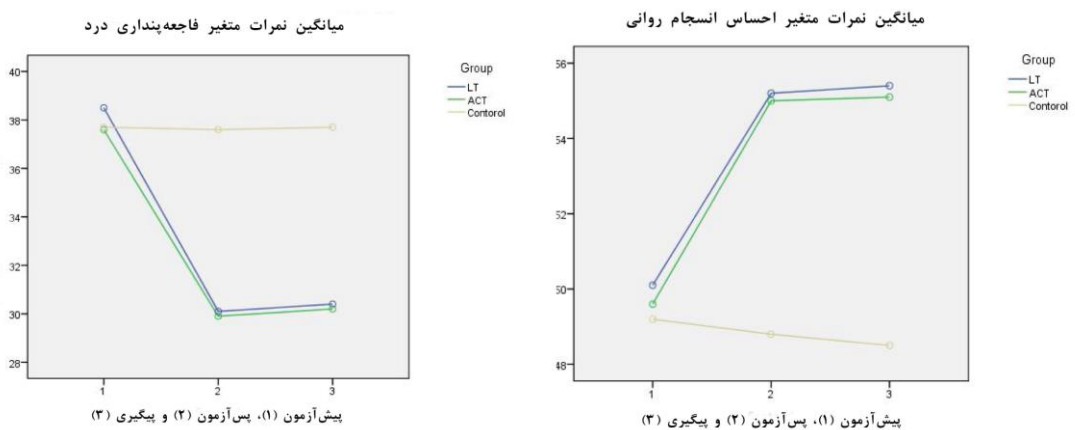 میانگین نمرات متغیر فاجعه‌پنداری درد
40
38
36
34
32
30
28
1
2
3
Group
LT
ACT
Contorol
پیش‌آزمون (۱)، پس‌آزمون (۲) و پیگیری (۳)
میانگین نمرات متغیر احساس انسجام روانی
56
54
52
50
48
1
2
3
Group
LT
ACT
Contorol
پیش‌آزمون (۱)، پس‌آزمون (۲) و پیگیری (۳)